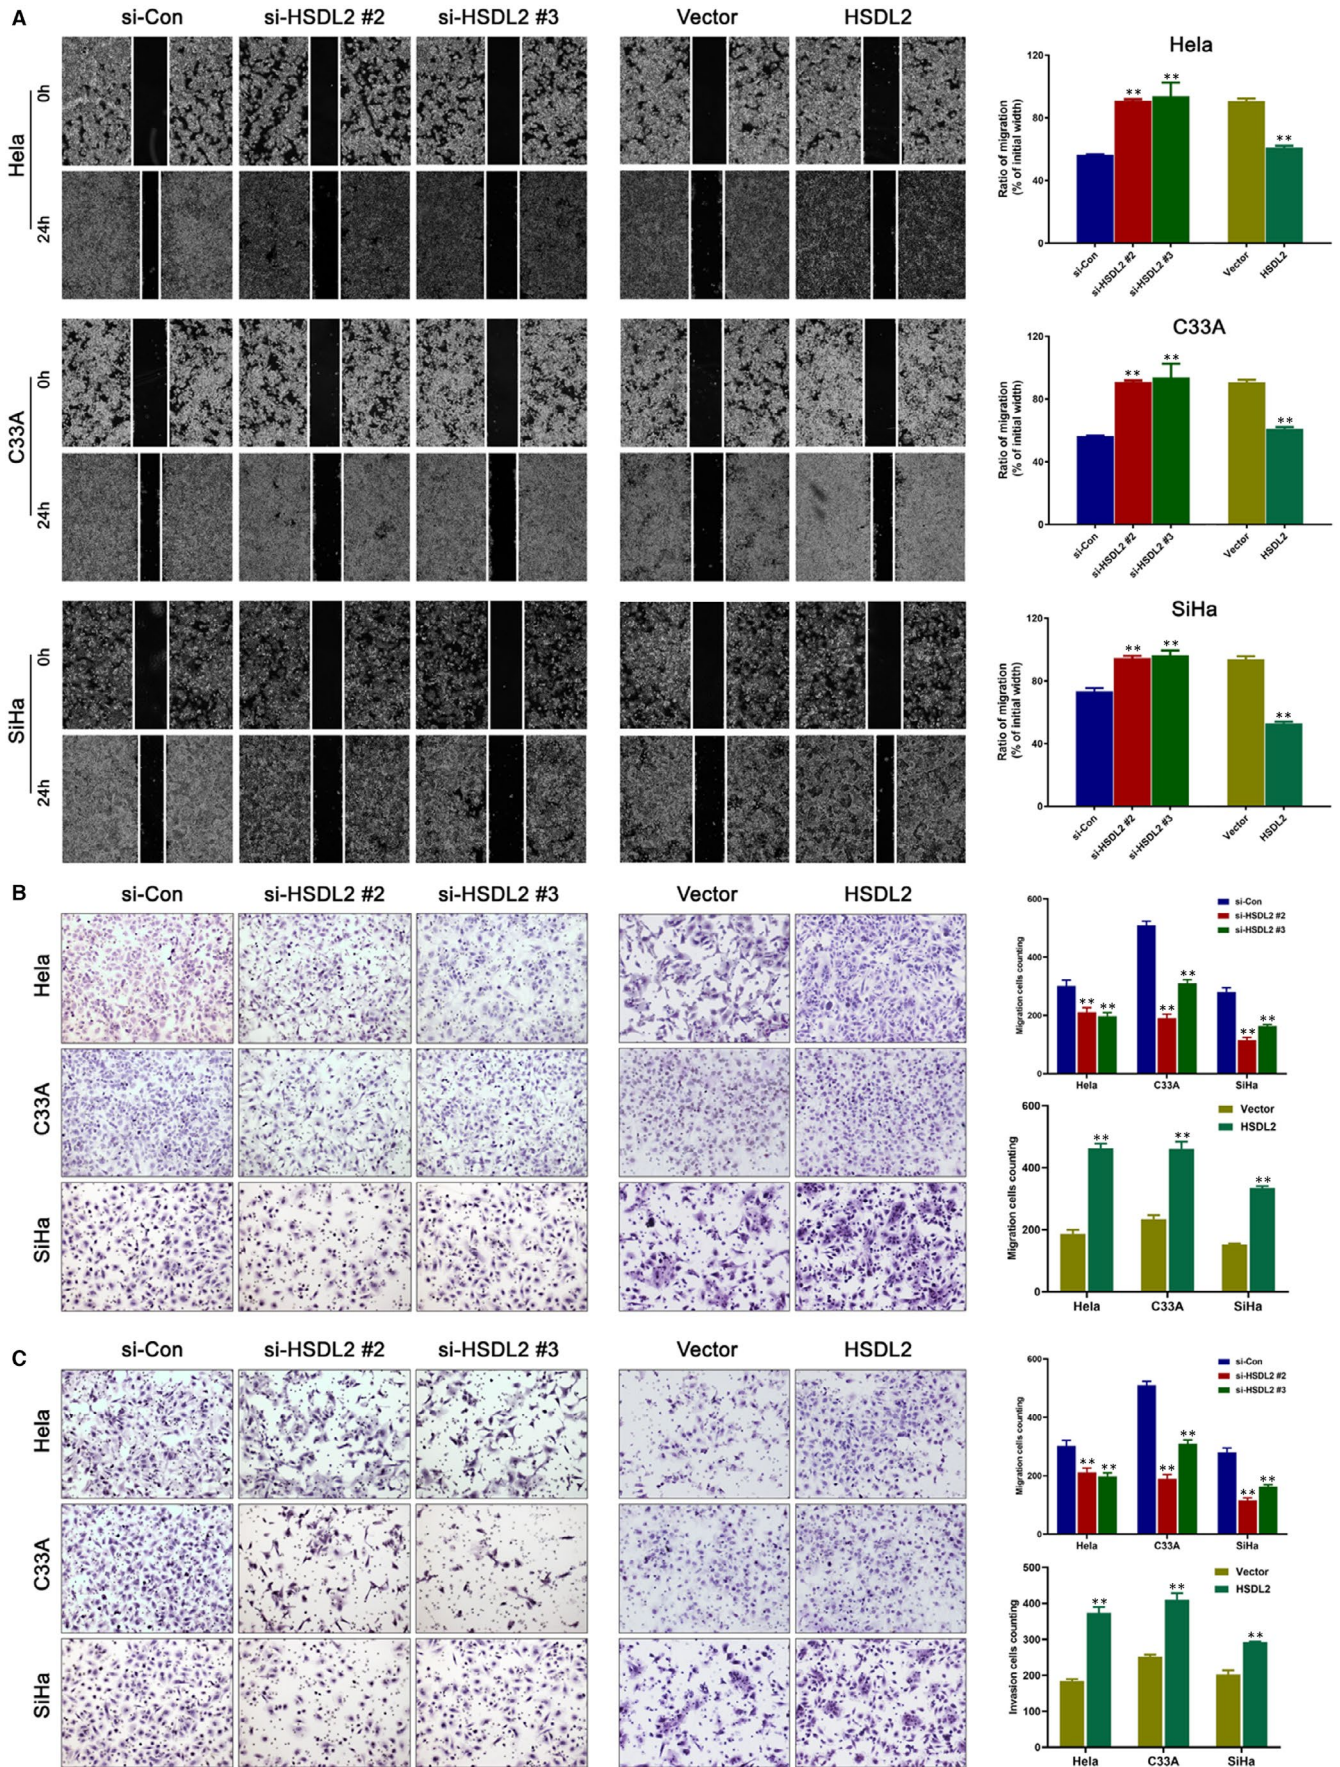 A
si-Con si-HSDL2 #2 si-HSDL2 #3 Vector HSDL2
Hela
0h
24h
C33A
0h
24h
SiHa
0h
24h
Hela
Ratio of migration
(% of initial width)
120
80
40
0
si-Con
si-HSDL2 #2
si-HSDL2 #3
Vector
HSDL2
** ** **
C33A
Ratio of migration
(% of initial width)
120
80
40
0
si-Con
si-HSDL2 #2
si-HSDL2 #3
Vector
HSDL2
** ** **
SiHa
Ratio of migration
(% of initial width)
120
80
40
0
si-Con
si-HSDL2 #2
si-HSDL2 #3
Vector
HSDL2
** ** **
B
si-Con si-HSDL2 #2 si-HSDL2 #3 Vector HSDL2
Hela
C33A
SiHa
Migration cells counting
600
400
200
0
si-Con
si-HSDL2 #2
si-HSDL2 #3
** ** ** ** ** **
Hela C33A SiHa
Migration cells counting
600
400
200
0
Vector
HSDL2
** ** **
Hela C33A SiHa
C
si-Con si-HSDL2 #2 si-HSDL2 #3 Vector HSDL2
Hela
C33A
SiHa
Migration cells counting
600
400
200
0
si-Con
si-HSDL2 #2
si-HSDL2 #3
** ** ** ** ** **
Hela C33A SiHa
Invasion cells counting
500
400
300
200
100
0
Vector
HSDL2
** ** **
Hela C33A SiHa